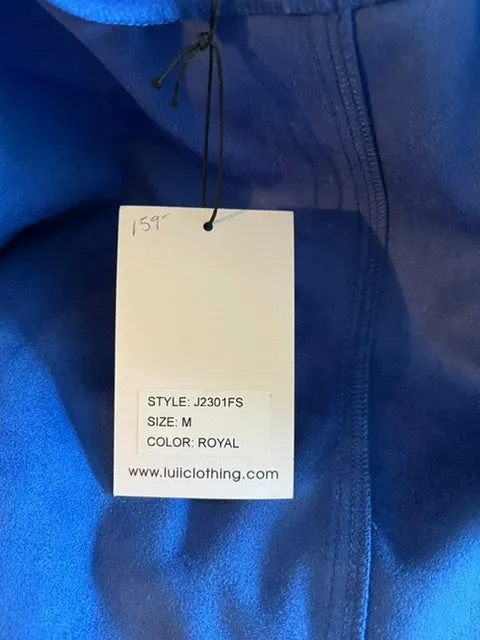 159-
STYLE: J2301FS
SIZE: M
COLOR: ROYAL
www.luiiclothing.com